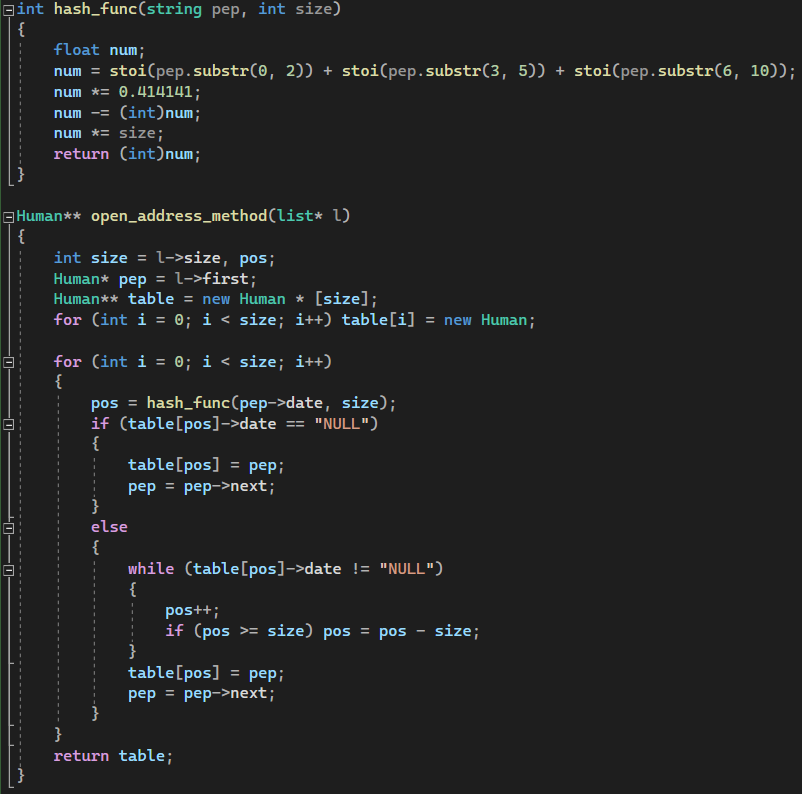 int hash_func(string pep, int size)
{
    float num;
    num = stoi(pep.substr(0, 2)) + stoi(pep.substr(3, 5)) + stoi(pep.substr(6, 10));
    num *= 0.414141;
    num -= (int)num;
    num *= size;
    return (int)num;
}

Human** open_address_method(list* l)
{
    int size = l->size, pos;
    Human* pep = l->first;
    Human** table = new Human * [size];
    for (int i = 0; i < size; i++) table[i] = new Human;

    for (int i = 0; i < size; i++)
    {
        pos = hash_func(pep->date, size);
        if (table[pos]->date == "NULL")
        {
            table[pos] = pep;
            pep = pep->next;
        }
        else
        {
            while (table[pos]->date != "NULL")
            {
                pos++;
                if (pos >= size) pos = pos - size;
            }
            table[pos] = pep;
            pep = pep->next;
        }
    }
    return table;
}